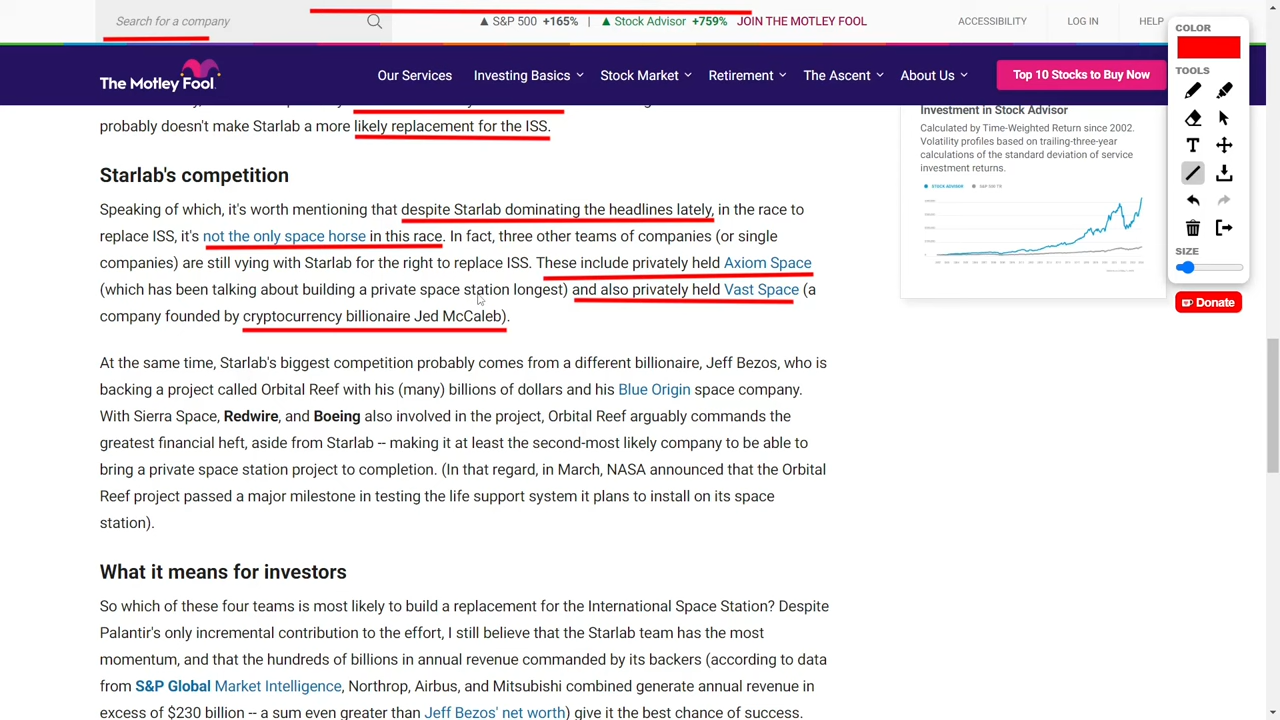 Search for a company
▲ S&P 500 +165% | ▲ Stock Advisor +759% JOIN THE MOTLEY FOOL
ACCESSIBILITY LOG IN HELP
COLOR
TOOLS
SIZE
Donate
The Motley Fool
Our Services Investing Basics Stock Market Retirement The Ascent About Us Top 10 Stocks to Buy Now
probably doesn't make Starlab a more likely replacement for the ISS.
Starlab's competition
Speaking of which, it's worth mentioning that despite Starlab dominating the headlines lately, in the race to
replace ISS, it's not the only space horse in this race. In fact, three other teams of companies (or single
companies) are still vying with Starlab for the right to replace ISS. These include privately held Axiom Space
(which has been talking about building a private space station longest) and also privately held Vast Space (a
company founded by cryptocurrency billionaire Jed McCaleb).
At the same time, Starlab's biggest competition probably comes from a different billionaire, Jeff Bezos, who is
backing a project called Orbital Reef with his (many) billions of dollars and his Blue Origin space company.
With Sierra Space, Redwire, and Boeing also involved in the project, Orbital Reef arguably commands the
greatest financial heft, aside from Starlab -- making it at least the second-most likely company to be able to
bring a private space station project to completion. (In that regard, in March, NASA announced that the Orbital
Reef project passed a major milestone in testing the life support system it plans to install on its space
station).
What it means for investors
So which of these four teams is most likely to build a replacement for the International Space Station? Despite
Palantir's only incremental contribution to the effort, I still believe that the Starlab team has the most
momentum, and that the hundreds of billions in annual revenue commanded by its backers (according to data
from S&P Global Market Intelligence, Northrop, Airbus, and Mitsubishi combined generate annual revenue in
excess of $230 billion -- a sum even greater than Jeff Bezos' net worth) give it the best chance of success.
Investment in Stock Advisor
Calculated by Time-Weighted Return since 2002.
Volatility profiles based on trailing-three-year
calculations of the standard deviation of service
investment returns.
STOCK ADVISOR S&P 500 TR